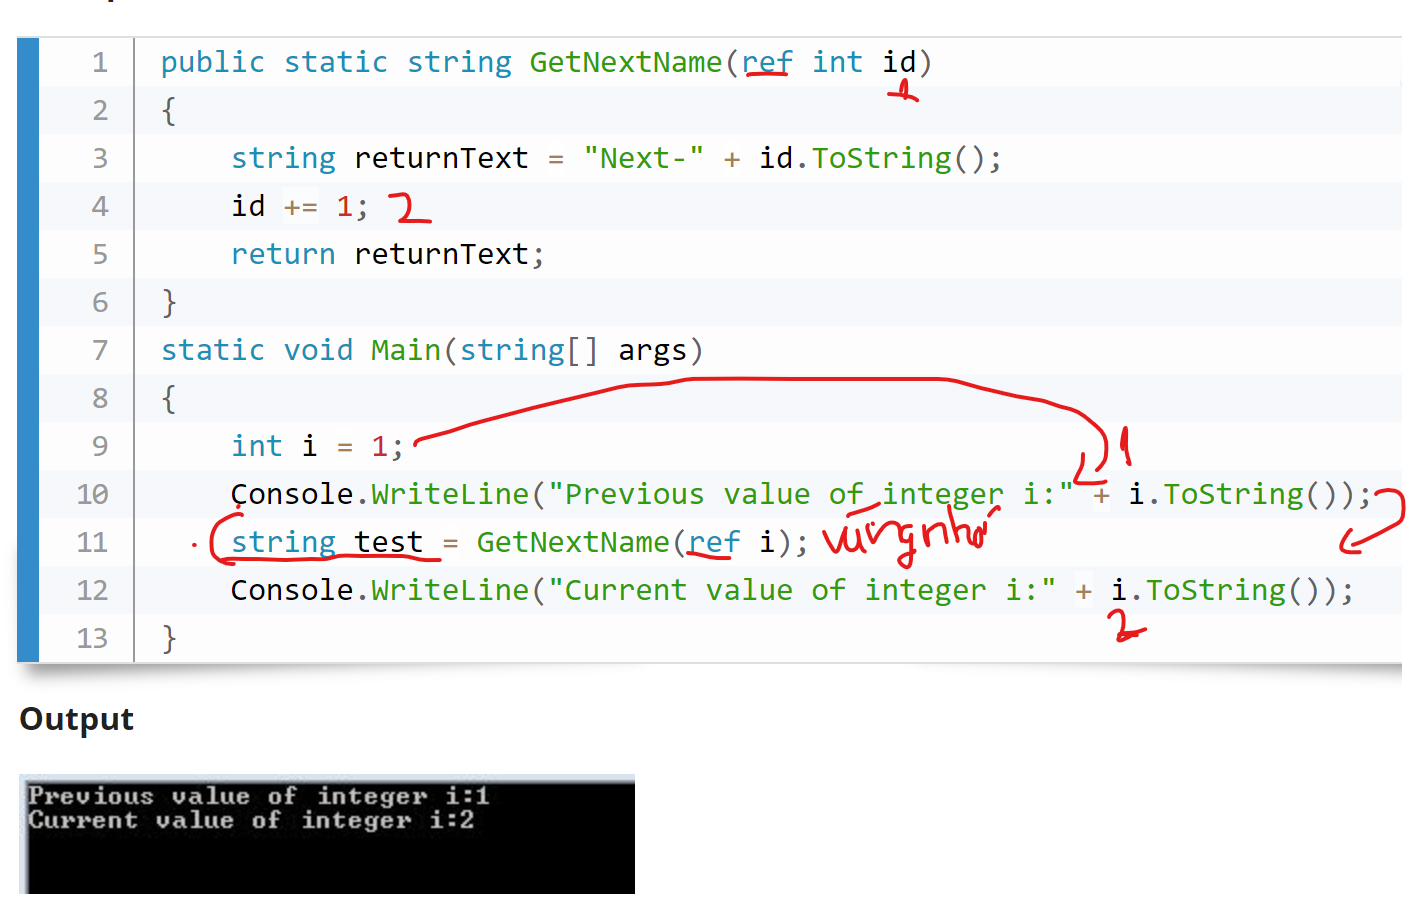 1 public static string GetNextName(ref int id)
1
2 {
3 string returnText = "Next-" + id.ToString();
4 id += 1; 2
5 return returnText;
6 }
7 static void Main(string[] args)
8 {
9 int i = 1;
1
10 Console.WriteLine("Previous value of integer i:" + i.ToString());
11 string test = GetNextName(ref i); vùng nhớ
12 Console.WriteLine("Current value of integer i:" + i.ToString());
2
13 }
Output
Previous value of integer i:1
Current value of integer i:2